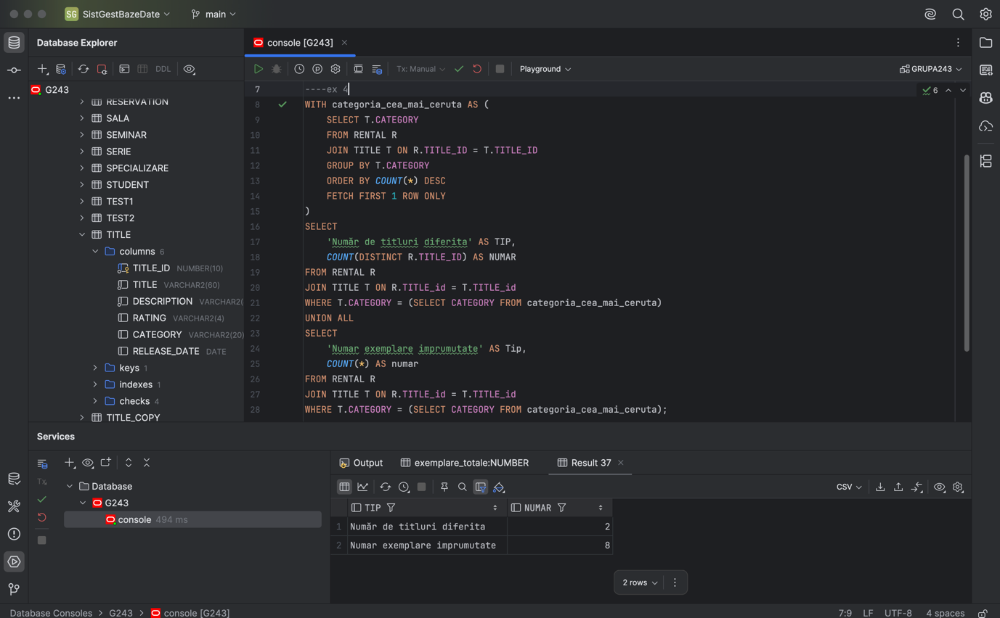 SG SistGestBazeDate main
Database Explorer
console [G243]
DDL
Tx: Manual
Playground
GRUPA243
G243
RESERVATION
SALA
SEMINAR
SERIE
SPECIALIZARE
STUDENT
TEST1
TEST2
TITLE
columns 6
TITLE_ID NUMBER(10)
TITLE VARCHAR2(60)
DESCRIPTION VARCHAR2(
RATING VARCHAR2(4)
CATEGORY VARCHAR2(20)
RELEASE_DATE DATE
keys 1
indexes 1
checks 4
TITLE_COPY
6
7 ----ex 4
8 WITH categoria_cea_mai_ceruta AS (
9 SELECT T.CATEGORY
10 FROM RENTAL R
11 JOIN TITLE T ON R.TITLE_ID = T.TITLE_ID
12 GROUP BY T.CATEGORY
13 ORDER BY COUNT(*) DESC
14 FETCH FIRST 1 ROW ONLY
15 )
16 SELECT
17 'Număr de titluri diferita' AS TIP,
18 COUNT(DISTINCT R.TITLE_ID) AS NUMAR
19 FROM RENTAL R
20 JOIN TITLE T ON R.TITLE_id = T.TITLE_id
21 WHERE T.CATEGORY = (SELECT CATEGORY FROM categoria_cea_mai_ceruta)
22 UNION ALL
23 SELECT
24 'Numar exemplare imprumutate' AS Tip,
25 COUNT(*) AS numar
26 FROM RENTAL R
27 JOIN TITLE T ON R.TITLE_id = T.TITLE_id
28 WHERE T.CATEGORY = (SELECT CATEGORY FROM categoria_cea_mai_ceruta);
Services
Tx
Database
G243
console 494 ms
Output exemplare_totale:NUMBER Result 37
CSV
TIP NUMAR
1 Număr de titluri diferita 2
2 Numar exemplare imprumutate 8
2 rows
Database Consoles > G243 > console [G243]
7:9 LF UTF-8 4 spaces